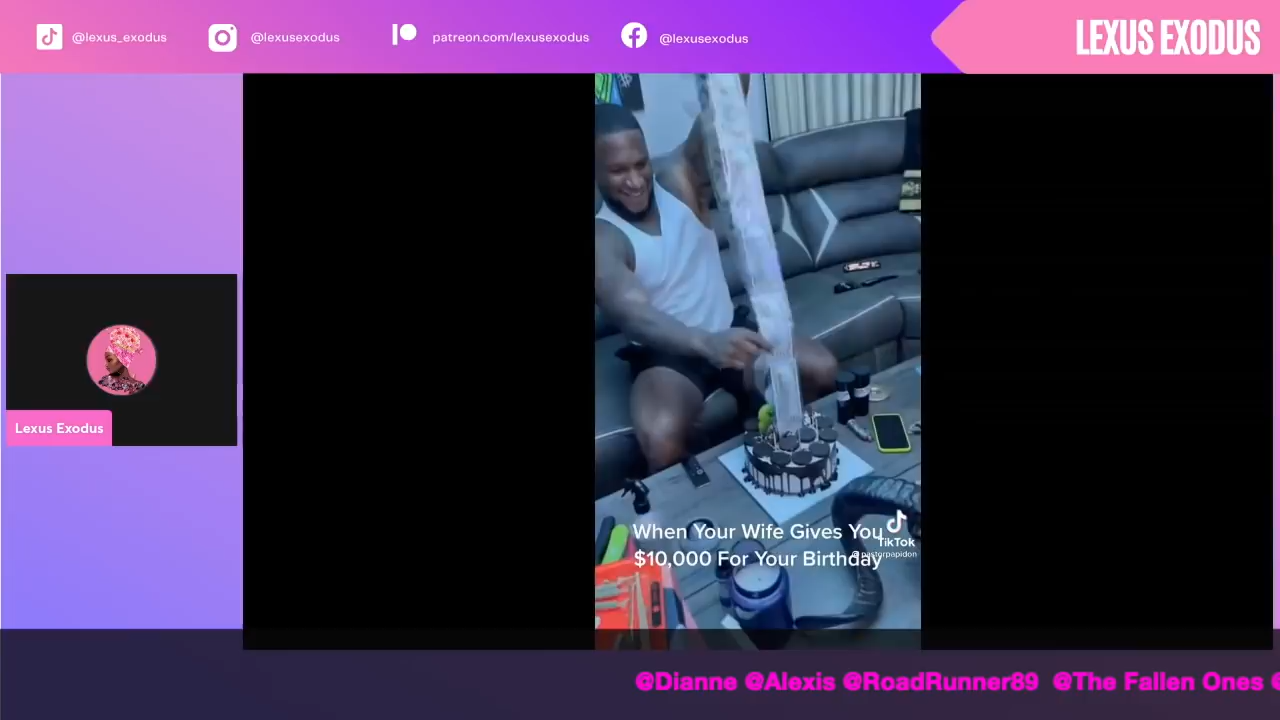 @lexus_exodus
@lexusexodus
patreon.com/lexusexodus
@lexusexodus
LEXUS EXODUS
When Your Wife Gives You
$10,000 For Your Birthday
TikTok
@pastorpapidon
Lexus Exodus
@Dianne @Alexis @RoadRunner89 @The Fallen Ones